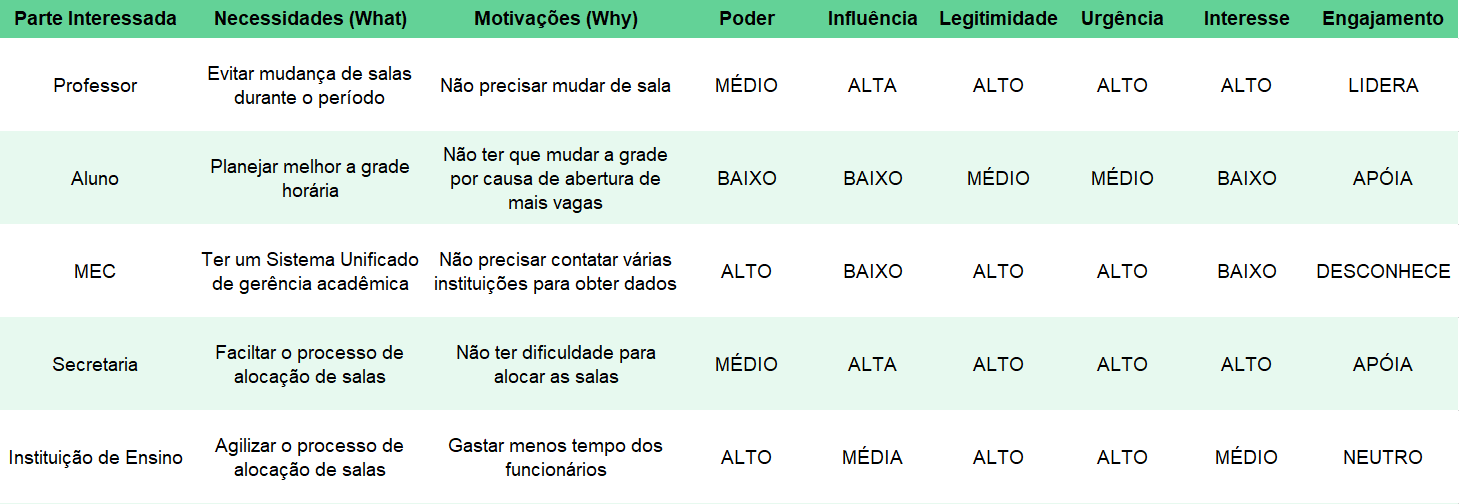 Parte Interessada Necessidades (What) Motivações (Why) Poder Influência Legitimidade Urgência Interesse Engajamento
Evitar mudança de salas
Professor durante o período Não precisar mudar de sala MÉDIO ALTA ALTO ALTO ALTO LIDERA
Não ter que mudar a grade
Aluno Planejar melhor a grade horária por causa de abertura de BAIXO BAIXO MÉDIO MÉDIO BAIXO APÓIA
mais vagas
Ter um Sistema Unificado Não precisar contatar várias
MEC de gerência acadêmica instituições para obter dados ALTO BAIXO ALTO ALTO BAIXO DESCONHECE
Faciltar o processo de Não ter dificuldade para
Secretaria alocação de salas alocar as salas MÉDIO ALTA ALTO ALTO ALTO APÓIA
Agilizar o processo de Gastar menos tempo dos
Instituição de Ensino alocação de salas funcionários ALTO MÉDIA ALTO ALTO MÉDIO NEUTRO